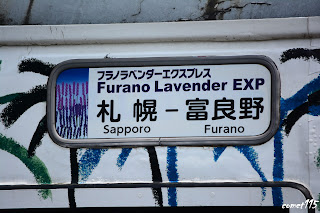 フラノラベンダーエクスプレス
Furano Lavender EXP
札 幌 － 富良野
Sapporo Furano
comet115